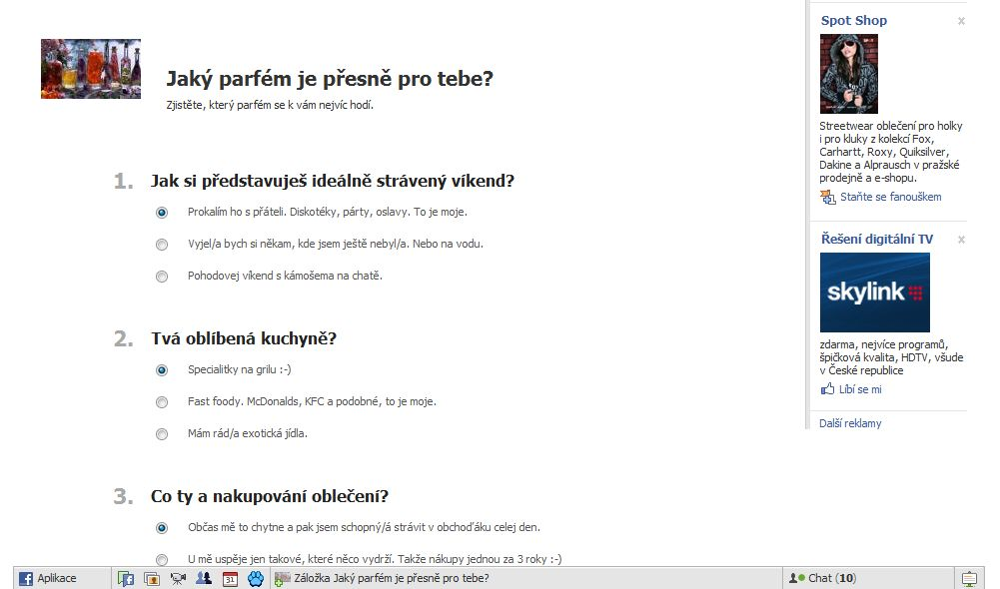 Jaký parfém je přesně pro tebe?
Zjistěte, který parfém se k vám nejvíc hodí.
1. Jak si představuješ ideálně strávený víkend?
Prokalím ho s přáteli. Diskotéky, párty, oslavy. To je moje.
Vyjel/a bych si někam, kde jsem ještě nebyl/a. Nebo na vodu.
Pohodovej víkend s kámošema na chatě.
2. Tvá oblíbená kuchyně?
Specialitky na grilu :-)
Fast foody. McDonalds, KFC a podobné, to je moje.
Mám rád/a exotická jídla.
3. Co ty a nakupování oblečení?
Občas mě to chytne a pak jsem schopný/á strávit v obchoďáku celej den.
U mě uspěje jen takové, které něco vydrží. Takže nákupy jednou za 3 roky :-)
Spot Shop x
Streetwear oblečení pro holky
i pro kluky z kolekcí Fox,
Carhartt, Roxy, Quiksilver,
Dakine a Alprausch v pražské
prodejně a e-shopu.
Staňte se fanouškem
Řešení digitální TV x
skylink
zdarma, nejvíce programů,
špičková kvalita, HDTV, všude
v České republice
Líbí se mi
Další reklamy
Aplikace
31
Záložka Jaký parfém je přesně pro tebe?
Chat (10)